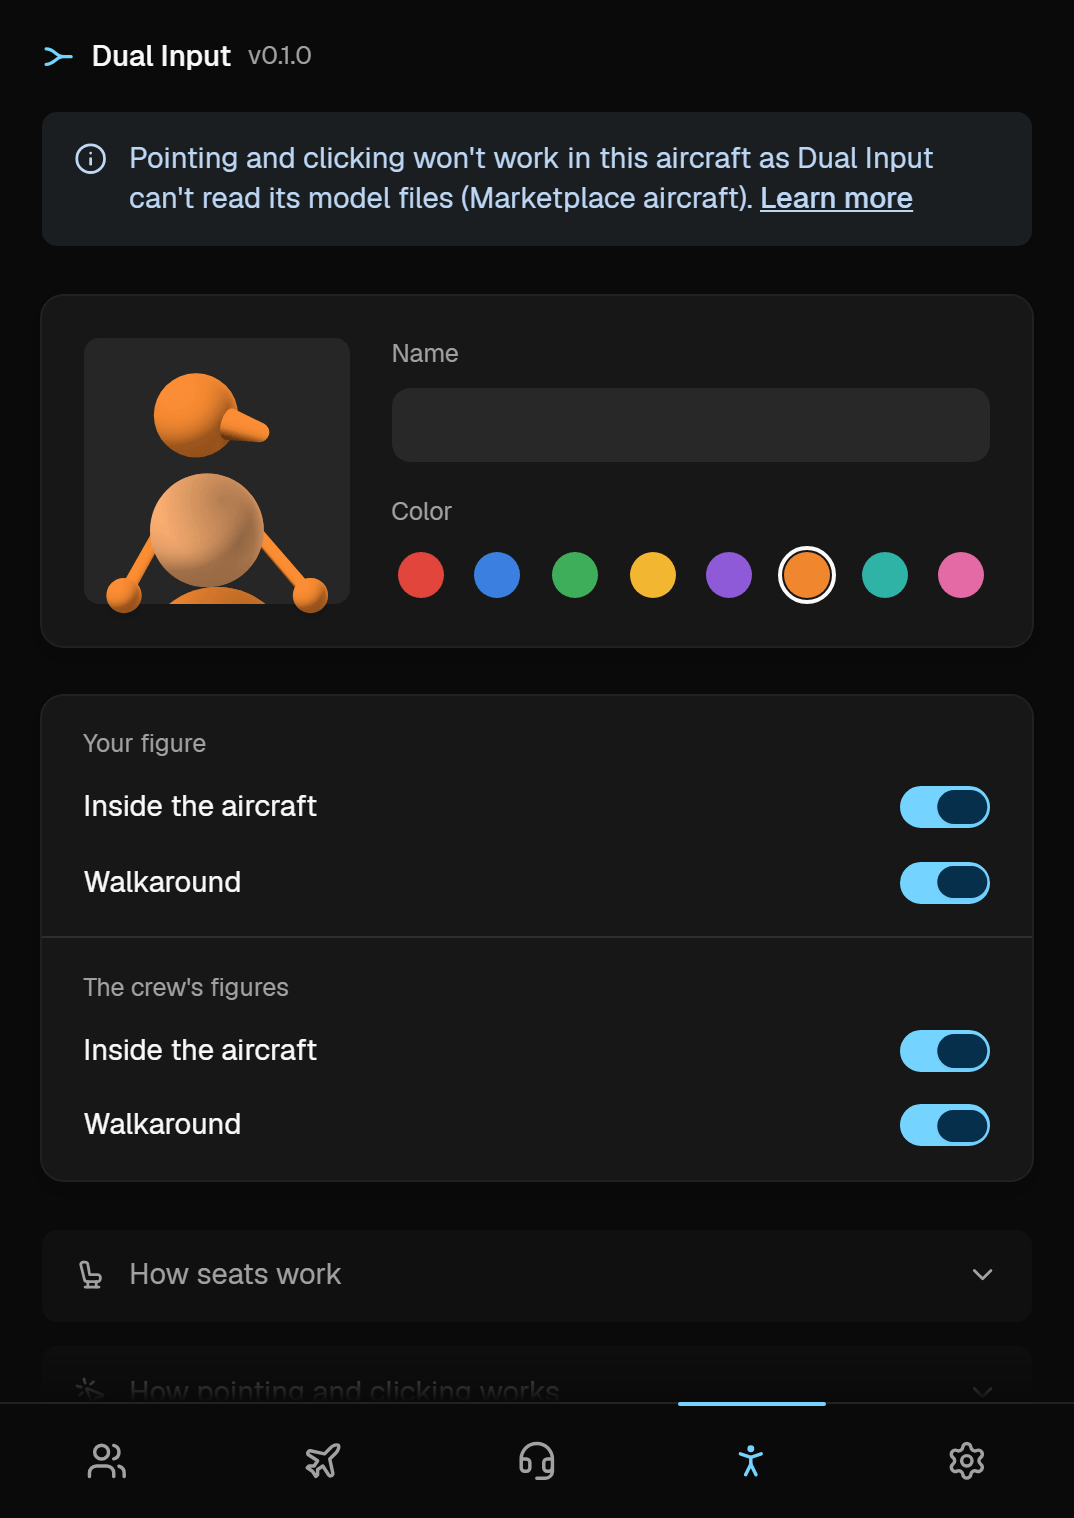 Dual Input v0.1.0
Pointing and clicking won't work in this aircraft as Dual Input
can't read its model files (Marketplace aircraft). Learn more
Name
Color
Your figure
Inside the aircraft
Walkaround
The crew's figures
Inside the aircraft
Walkaround
How seats work
How pointing and clicking works